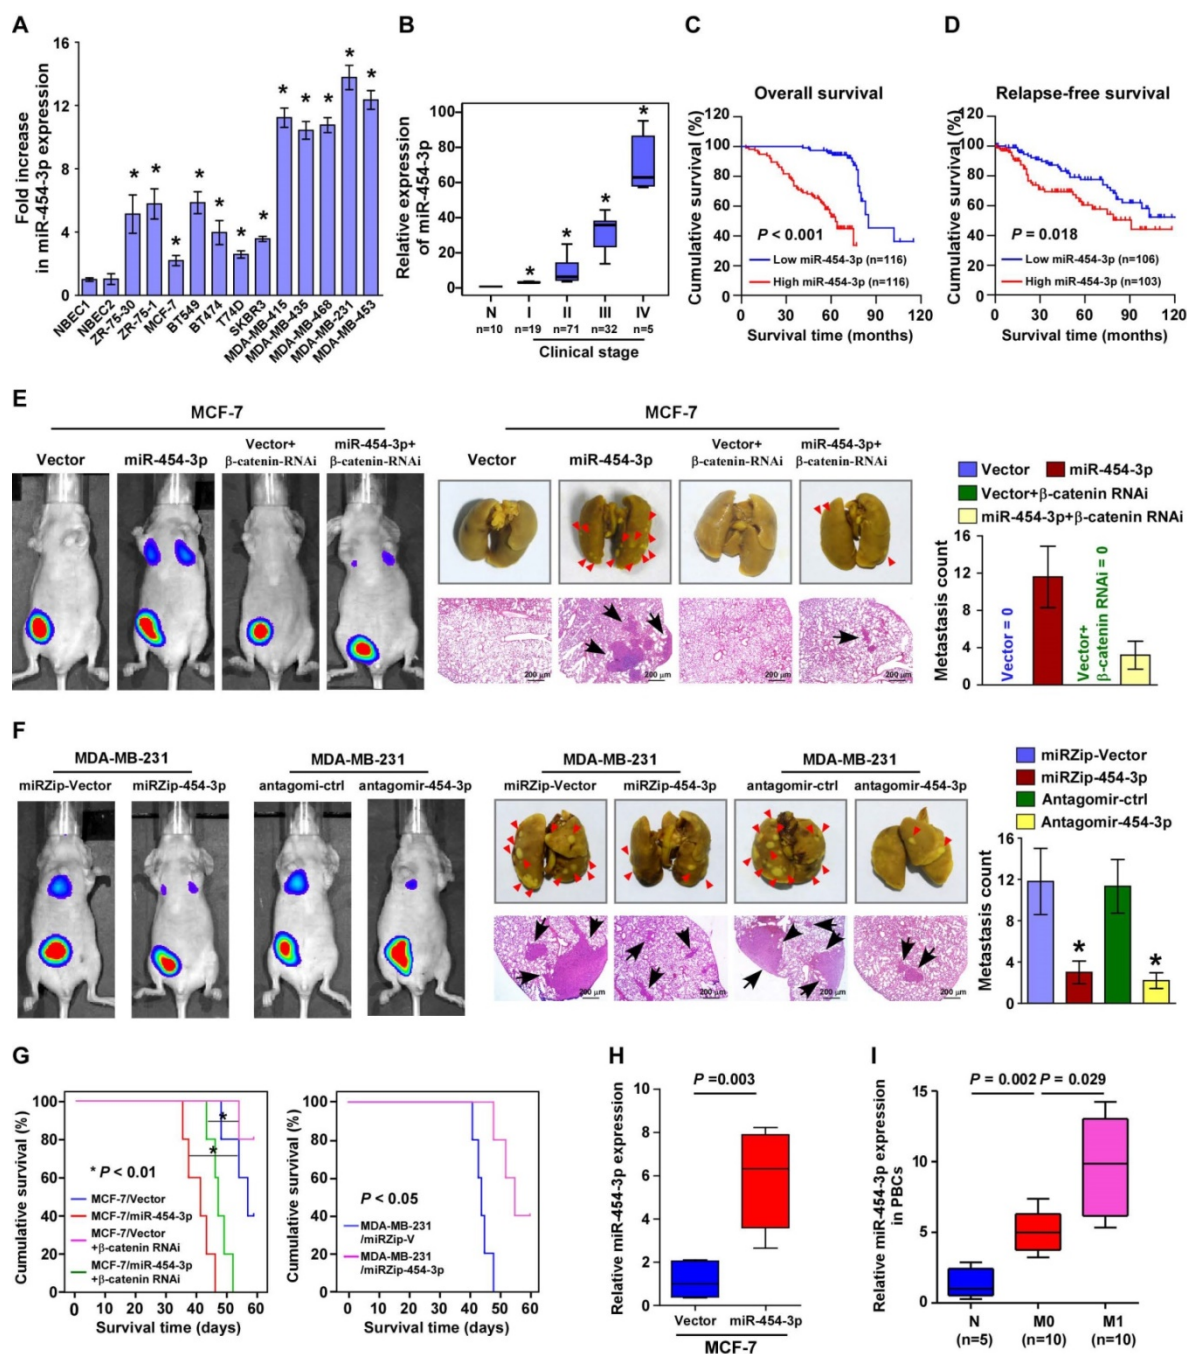 A
Fold increase
in miR-454-3p expression
16
12
8
4
0
NBEC1
NBEC2
ZR-75-30
ZR-75-1
MCF-7
BT549
BT474
T74D
SKBR3
MDA-MB-415
MDA-MB-435
MDA-MB-468
MDA-MB-231
MDA-MB-453
* * * * * * * * * * * *
B
Relative expression
of miR-454-3p
100
80
60
40
20
0
* * * *
N I II III IV
n=10 n=19 n=71 n=32 n=5
Clinical stage
C
Overall survival
Cumulative survival (%)
120
100
80
60
40
20
0
P < 0.001
Low miR-454-3p (n=116)
High miR-454-3p (n=116)
0 30 60 90 120
Survival time (months)
D
Relapse-free survival
Cumulative survival (%)
120
100
80
60
40
20
0
P = 0.018
Low miR-454-3p (n=106)
High miR-454-3p (n=103)
0 30 60 90 120
Survival time (months)
E
MCF-7
Vector
miR-454-3p
Vector+
β-catenin-RNAi
miR-454-3p+
β-catenin-RNAi
MCF-7
Vector
miR-454-3p
Vector+
β-catenin-RNAi
miR-454-3p+
β-catenin-RNAi
200 μm
200 μm
200 μm
200 μm
Vector
miR-454-3p
Vector+β-catenin RNAi
miR-454-3p+β-catenin RNAi
Metastasis count
16
12
8
4
0
Vector = 0
Vector+
β-catenin RNAi = 0
F
MDA-MB-231
miRZip-Vector
miRZip-454-3p
MDA-MB-231
antagomi-ctrl
antagomir-454-3p
MDA-MB-231
miRZip-Vector
miRZip-454-3p
MDA-MB-231
antagomir-ctrl
antagomir-454-3p
200 μm
200 μm
200 μm
200 μm
miRZip-Vector
miRZip-454-3p
Antagomir-ctrl
Antagomir-454-3p
Metastasis count
16
12
8
4
0
* *
G
Cumulative survival (%)
100
80
60
40
20
0
*
*
* P < 0.01
MCF-7/Vector
MCF-7/miR-454-3p
MCF-7/Vector
+β-catenin RNAi
MCF-7/miR-454-3p
+β-catenin RNAi
0 10 20 30 40 50 60
Survival time (days)
Cumulative survival (%)
100
80
60
40
20
0
P < 0.05
MDA-MB-231
/miRZip-V
MDA-MB-231
/miRZip-454-3p
0 10 20 30 40 50 60
Survival time (days)
H
Relative miR-454-3p expression
10
8
6
4
2
0
P =0.003
Vector miR-454-3p
MCF-7
I
Relative miR-454-3p expression
in PBCs
15
10
5
0
P = 0.002 P = 0.029
N M0 M1
(n=5) (n=10) (n=10)